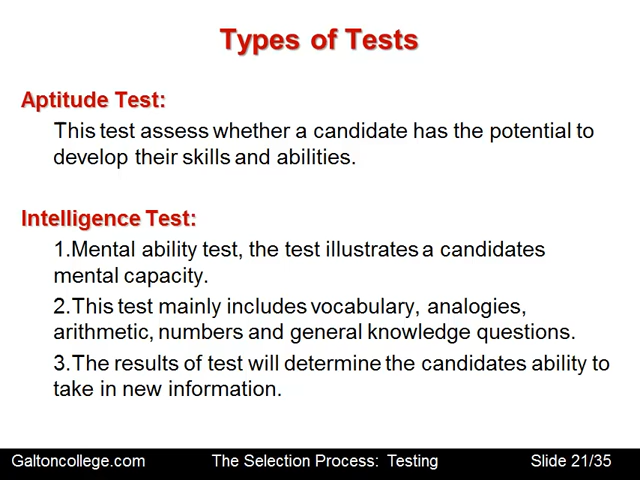 Types of Tests
Aptitude Test:
This test assess whether a candidate has the potential to
develop their skills and abilities.
Intelligence Test:
1.Mental ability test, the test illustrates a candidates
mental capacity.
2.This test mainly includes vocabulary, analogies,
arithmetic, numbers and general knowledge questions.
3.The results of test will determine the candidates ability to
take in new information.
Galtoncollege.com The Selection Process: Testing Slide 21/35